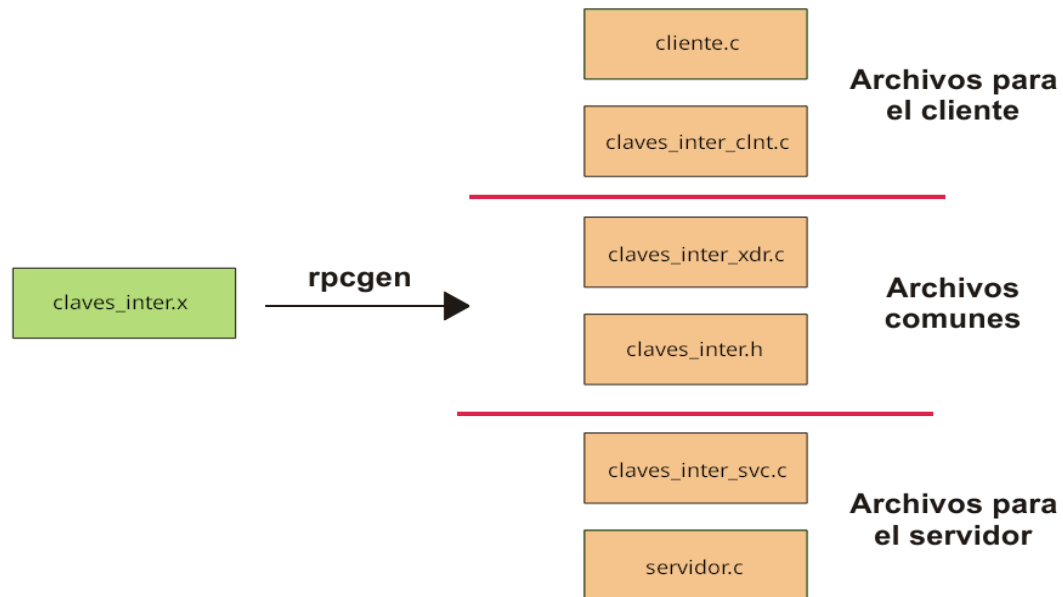 cliente.c
Archivos para
el cliente
claves_inter_clnt.c
claves_inter_xdr.c
claves_inter.x
rpcgen
Archivos
comunes
claves_inter.h
claves_inter_svc.c
Archivos para
el servidor
servidor.c